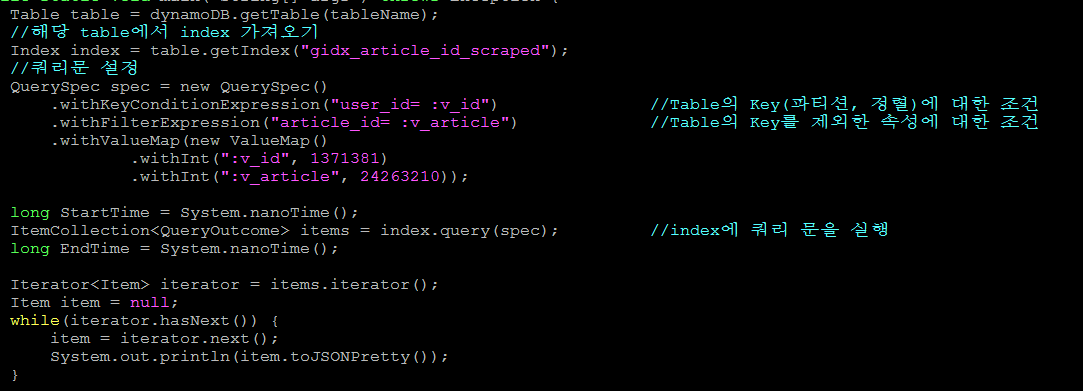 Table table = dynamoDB.getTable(tableName);
//해당 table에서 index 가져오기
Index index = table.getIndex("gidx_article_id_scraped");
//쿼리문 설정
QuerySpec spec = new QuerySpec()
    .withKeyConditionExpression("user_id= :v_id")               //Table의 Key(파티션, 정렬)에 대한 조건
    .withFilterExpression("article_id= :v_article")             //Table의 Key를 제외한 속성에 대한 조건
    .withValueMap(new ValueMap()
            .withInt(":v_id", 1371381)
            .withInt(":v_article", 24263210));
long StartTime = System.nanoTime();
ItemCollection<QueryOutcome> items = index.query(spec);         //index에 쿼리 문을 실행
long EndTime = System.nanoTime();
Iterator<Item> iterator = items.iterator();
Item item = null;
while(iterator.hasNext()) {
    item = iterator.next();
    System.out.println(item.toJSONPretty());
}